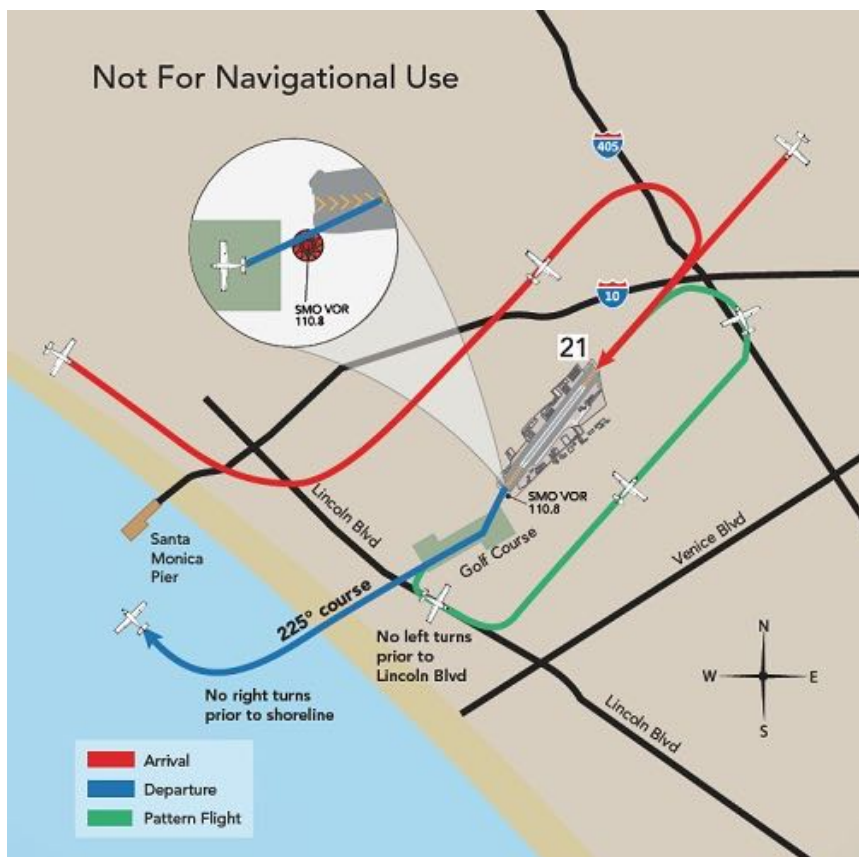 Not For Navigational Use
405
SMO VOR
110.8
10
21
SMO VOR
110.8
Lincoln Blvd
Santa
Monica
Pier
Golf Course
Venice Blvd
225° course
No left turns
prior to
Lincoln Blvd
No right turns
prior to shoreline
N
W
E
S
Lincoln Blvd
Arrival
Departure
Pattern Flight